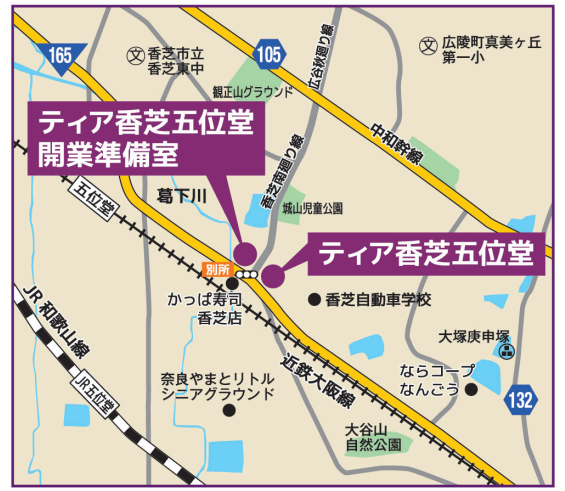 165
文
香芝市立
香芝東中
105
文
広陵町真美ヶ丘
第一小
観正山グラウンド
広谷秋廻り線
ティア香芝五位堂
開業準備室
中和幹線
香芝南廻り線
五位堂
葛下川
城山児童公園
ティア香芝五位堂
別所
かっぱ寿司
香芝店
香芝自動車学校
JR和歌山線
大塚庚申塚
近鉄大阪線
ならコープ
なんごう
JR五位堂
奈良やまとリトル
シニアグラウンド
132
大谷山
自然公園